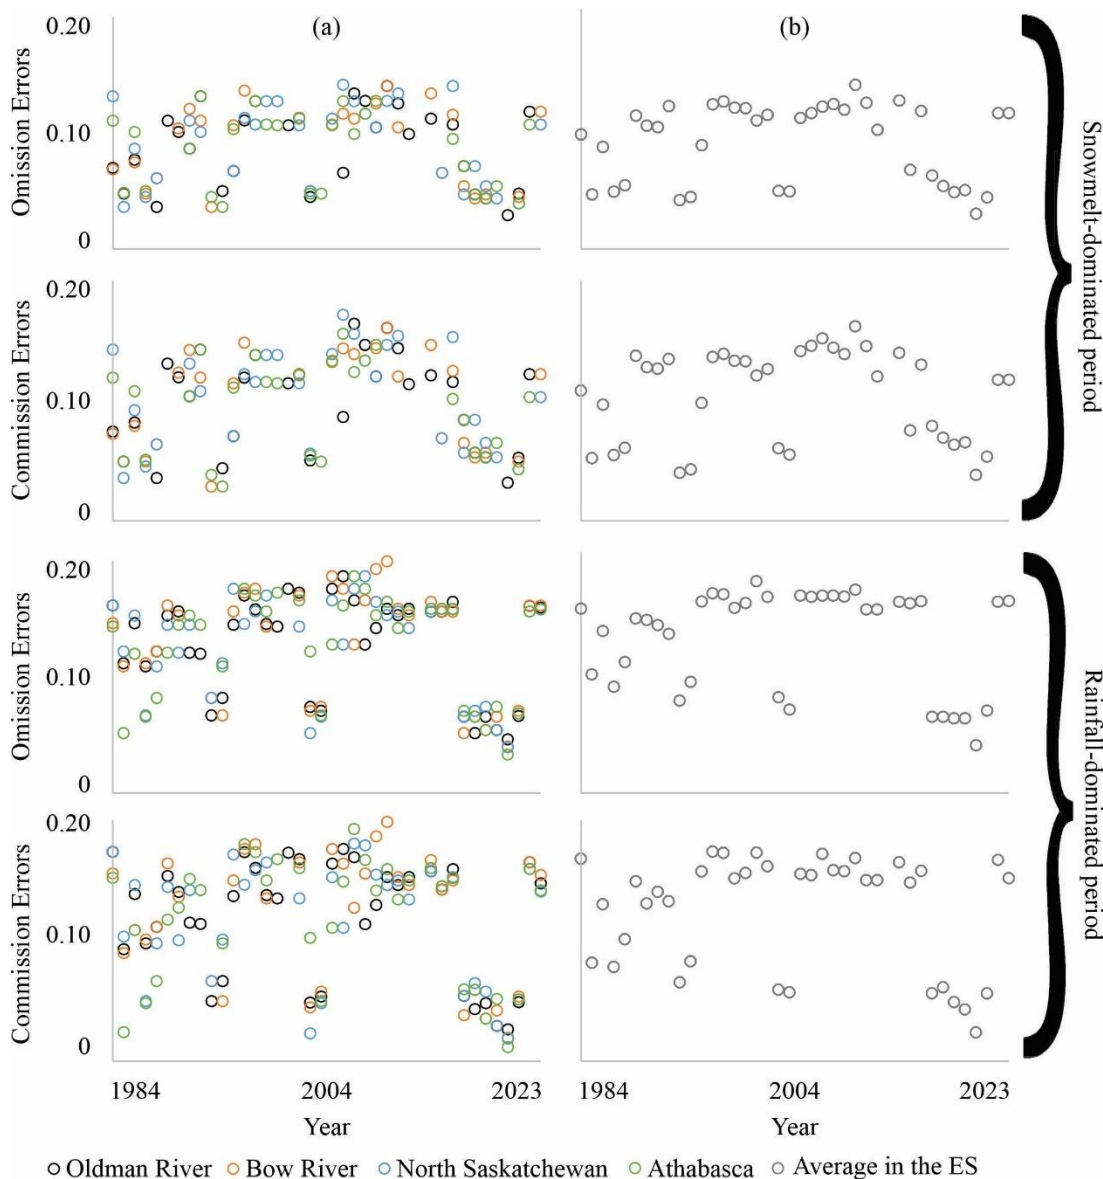 (a)
(b)
0.20
0.10
0
Omission Errors
0.20
0.10
0
Commission Errors
Snowmelt-dominated period
0.20
0.10
0
Omission Errors
0.20
0.10
0
Commission Errors
Rainfall-dominated period
1984 2004 2023
1984 2004 2023
Year
Year
Oldman River Bow River North Saskatchewan Athabasca Average in the ES